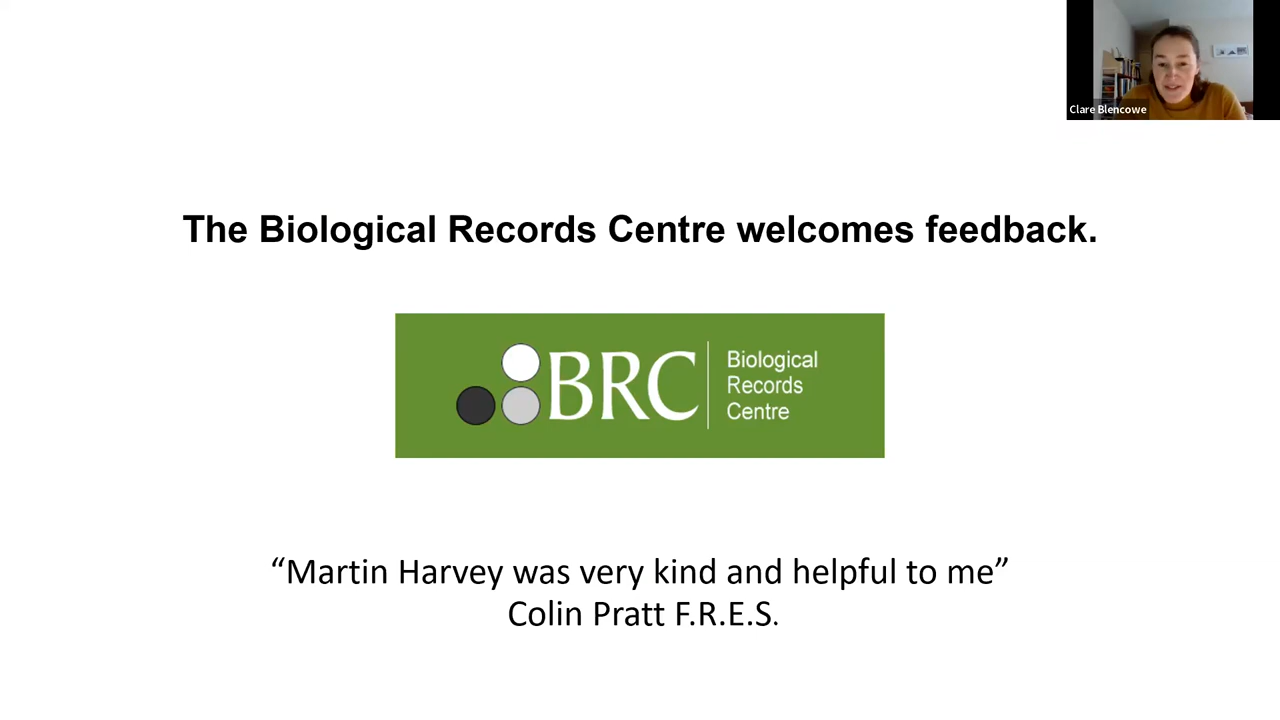 Clare Blencowe
The Biological Records Centre welcomes feedback.
BRC
Biological
Records
Centre
“Martin Harvey was very kind and helpful to me”
Colin Pratt F.R.E.S.